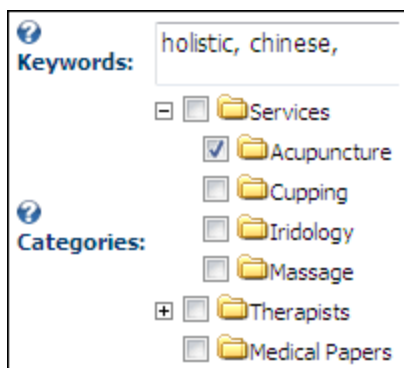 Keywords:
holistic, chinese,
Categories:
Services
Acupuncture
Cupping
Iridology
Massage
Therapists
Medical Papers